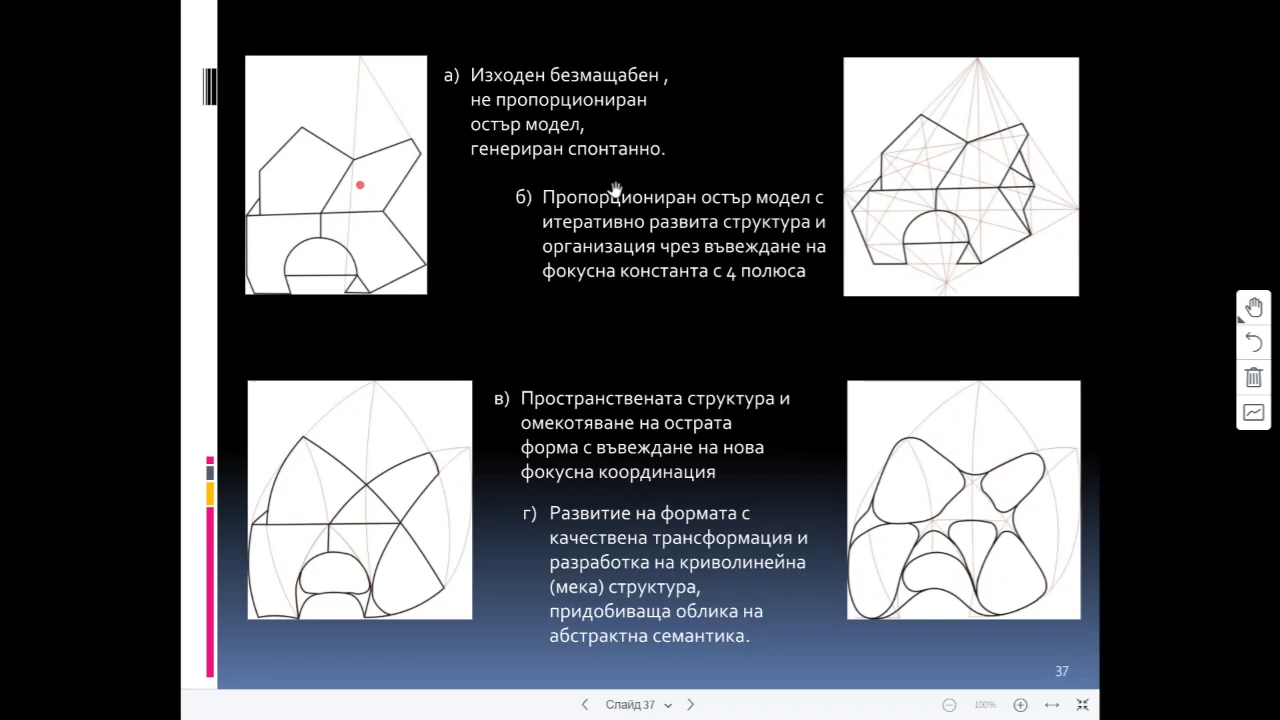 а) Изходен безмащабен ,
не пропорциониран
остър модел,
генериран спонтанно.
б) Пропорциониран остър модел с
итеративно развита структура и
организация чрез въвеждане на
фокусна константа с 4 полюса
в) Пространствената структура и
омекотяване на острата
форма с въвеждане на нова
фокусна координация
г) Развитие на формата с
качествена трансформация и
разработка на криволинейна
(мека) структура,
придобиваща облика на
абстрактна семантика.
37
Слайд 37
100%